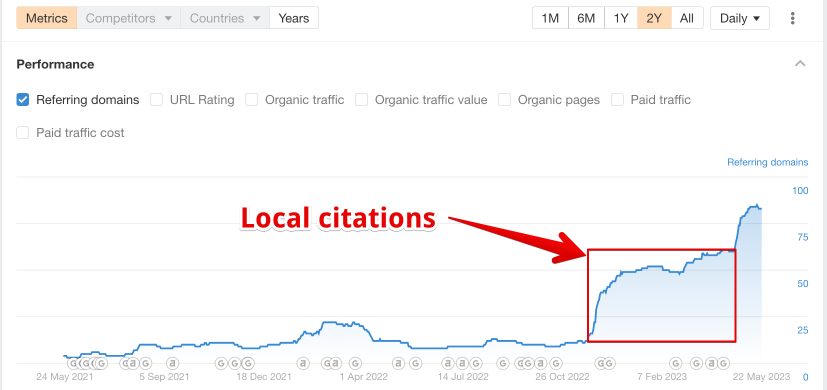 Metrics Competitors Countries Years 1M 6M 1Y 2Y All Daily
Performance
Referring domains URL Rating Organic traffic Organic traffic value Organic pages Paid traffic
Paid traffic cost
Referring domains
100
Local citations
75
50
25
G G G G G a G a G G G a G a G a G a a G G G G a G G G G G a G
24 May 2021 5 Sep 2021 18 Dec 2021 1 Apr 2022 14 Jul 2022 26 Oct 2022 7 Feb 2023 22 May 2023 0